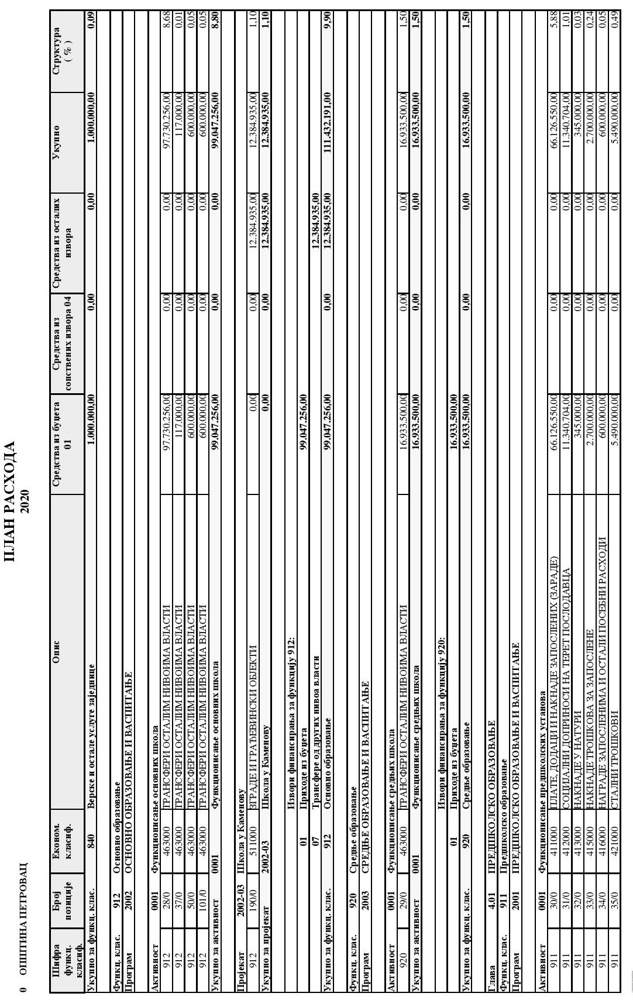 ПЛАН РАСХОДА
2020
0 ОПШТИНА ПЕТРОВАЦ
Шифра функц. класиф. Број позиције Економ. класиф. Опис Средства из буџета 01 Средства из сопствених извора 04 Средства из осталих извора Укупно Структура ( % )
Укупно за функц. клас. 840 Верске и остале услуге заједнице 1.000.000,00 0,00 0,00 1.000.000,00 0,09
Функц. клас. 912 Основно образовање
Програм 2002 ОСНОВНО ОБРАЗОВАЊЕ И ВАСПИТАЊЕ
Активност 0001 Функционисање основних школа
912 28/0 463000 ТРАНСФЕРИ ОСТАЛИМ НИВОИМА ВЛАСТИ 97.730.256,00 0,00 0,00 97.730.256,00 8,68
912 37/0 463000 ТРАНСФЕРИ ОСТАЛИМ НИВОИМА ВЛАСТИ 117.000,00 0,00 0,00 117.000,00 0,01
912 50/0 463000 ТРАНСФЕРИ ОСТАЛИМ НИВОИМА ВЛАСТИ 600.000,00 0,00 0,00 600.000,00 0,05
912 101/0 463000 ТРАНСФЕРИ ОСТАЛИМ НИВОИМА ВЛАСТИ 600.000,00 0,00 0,00 600.000,00 0,05
Укупно за активност 0001 Функционисање основних школа 99.047.256,00 0,00 0,00 99.047.256,00 8,80
Пројекат 2002-03 Школа у Каменову
912 190/0 511000 ЗГРАДЕ И ГРАЂЕВИНСКИ ОБЈЕКТИ 0,00 0,00 12.384.935,00 12.384.935,00 1,10
Укупно за пројекат 2002-03 Школа у Каменову 0,00 0,00 12.384.935,00 12.384.935,00 1,10
Извори финансирања за функцију 912:
01 Приходе из буџета 99.047.256,00
07 Трансфере од других нивоа власти 12.384.935,00
Укупно за функц. клас. 912 Основно образовање 99.047.256,00 0,00 12.384.935,00 111.432.191,00 9,90
Функц. клас. 920 Средње образовање
Програм 2003 СРЕДЊЕ ОБРАЗОВАЊЕ И ВАСПИТАЊЕ
Активност 0001 Функционисање средњих школа
920 29/0 463000 ТРАНСФЕРИ ОСТАЛИМ НИВОИМА ВЛАСТИ 16.933.500,00 0,00 0,00 16.933.500,00 1,50
Укупно за активност 0001 Функционисање средњих школа 16.933.500,00 0,00 0,00 16.933.500,00 1,50
Извори финансирања за функцију 920:
01 Приходе из буџета 16.933.500,00
Укупно за функц. клас. 920 Средње образовање 16.933.500,00 0,00 0,00 16.933.500,00 1,50
Глава 4.01 ПРЕДШКОЛСКО ОБРАЗОВАЊЕ
Функц. клас. 911 Предшколско образовање
Програм 2001 ПРЕДШКОЛСКО ОБРАЗОВАЊЕ И ВАСПИТАЊЕ
Активност 0001 Функционисање предшколских установа
911 30/0 411000 ПЛАТЕ, ДОДАЦИ И НАКНАДЕ ЗАПОСЛЕНИХ (ЗАРАДЕ) 66.126.550,00 0,00 0,00 66.126.550,00 5,88
911 31/0 412000 СОЦИЈАЛНИ ДОПРИНОСИ НА ТЕРЕТ ПОСЛОДАВЦА 11.340.704,00 0,00 0,00 11.340.704,00 1,01
911 32/0 413000 НАКНАДЕ У НАТУРИ 345.000,00 0,00 0,00 345.000,00 0,03
911 33/0 415000 НАКНАДЕ ТРОШКОВА ЗА ЗАПОСЛЕНЕ 2.700.000,00 0,00 0,00 2.700.000,00 0,24
911 34/0 416000 НАГРАДЕ ЗАПОСЛЕНИМА И ОСТАЛИ ПОСЕБНИ РАСХОДИ 600.000,00 0,00 0,00 600.000,00 0,05
911 35/0 421000 СТАЛНИ ТРОШКОВИ 5.490.000,00 0,00 0,00 5.490.000,00 0,49